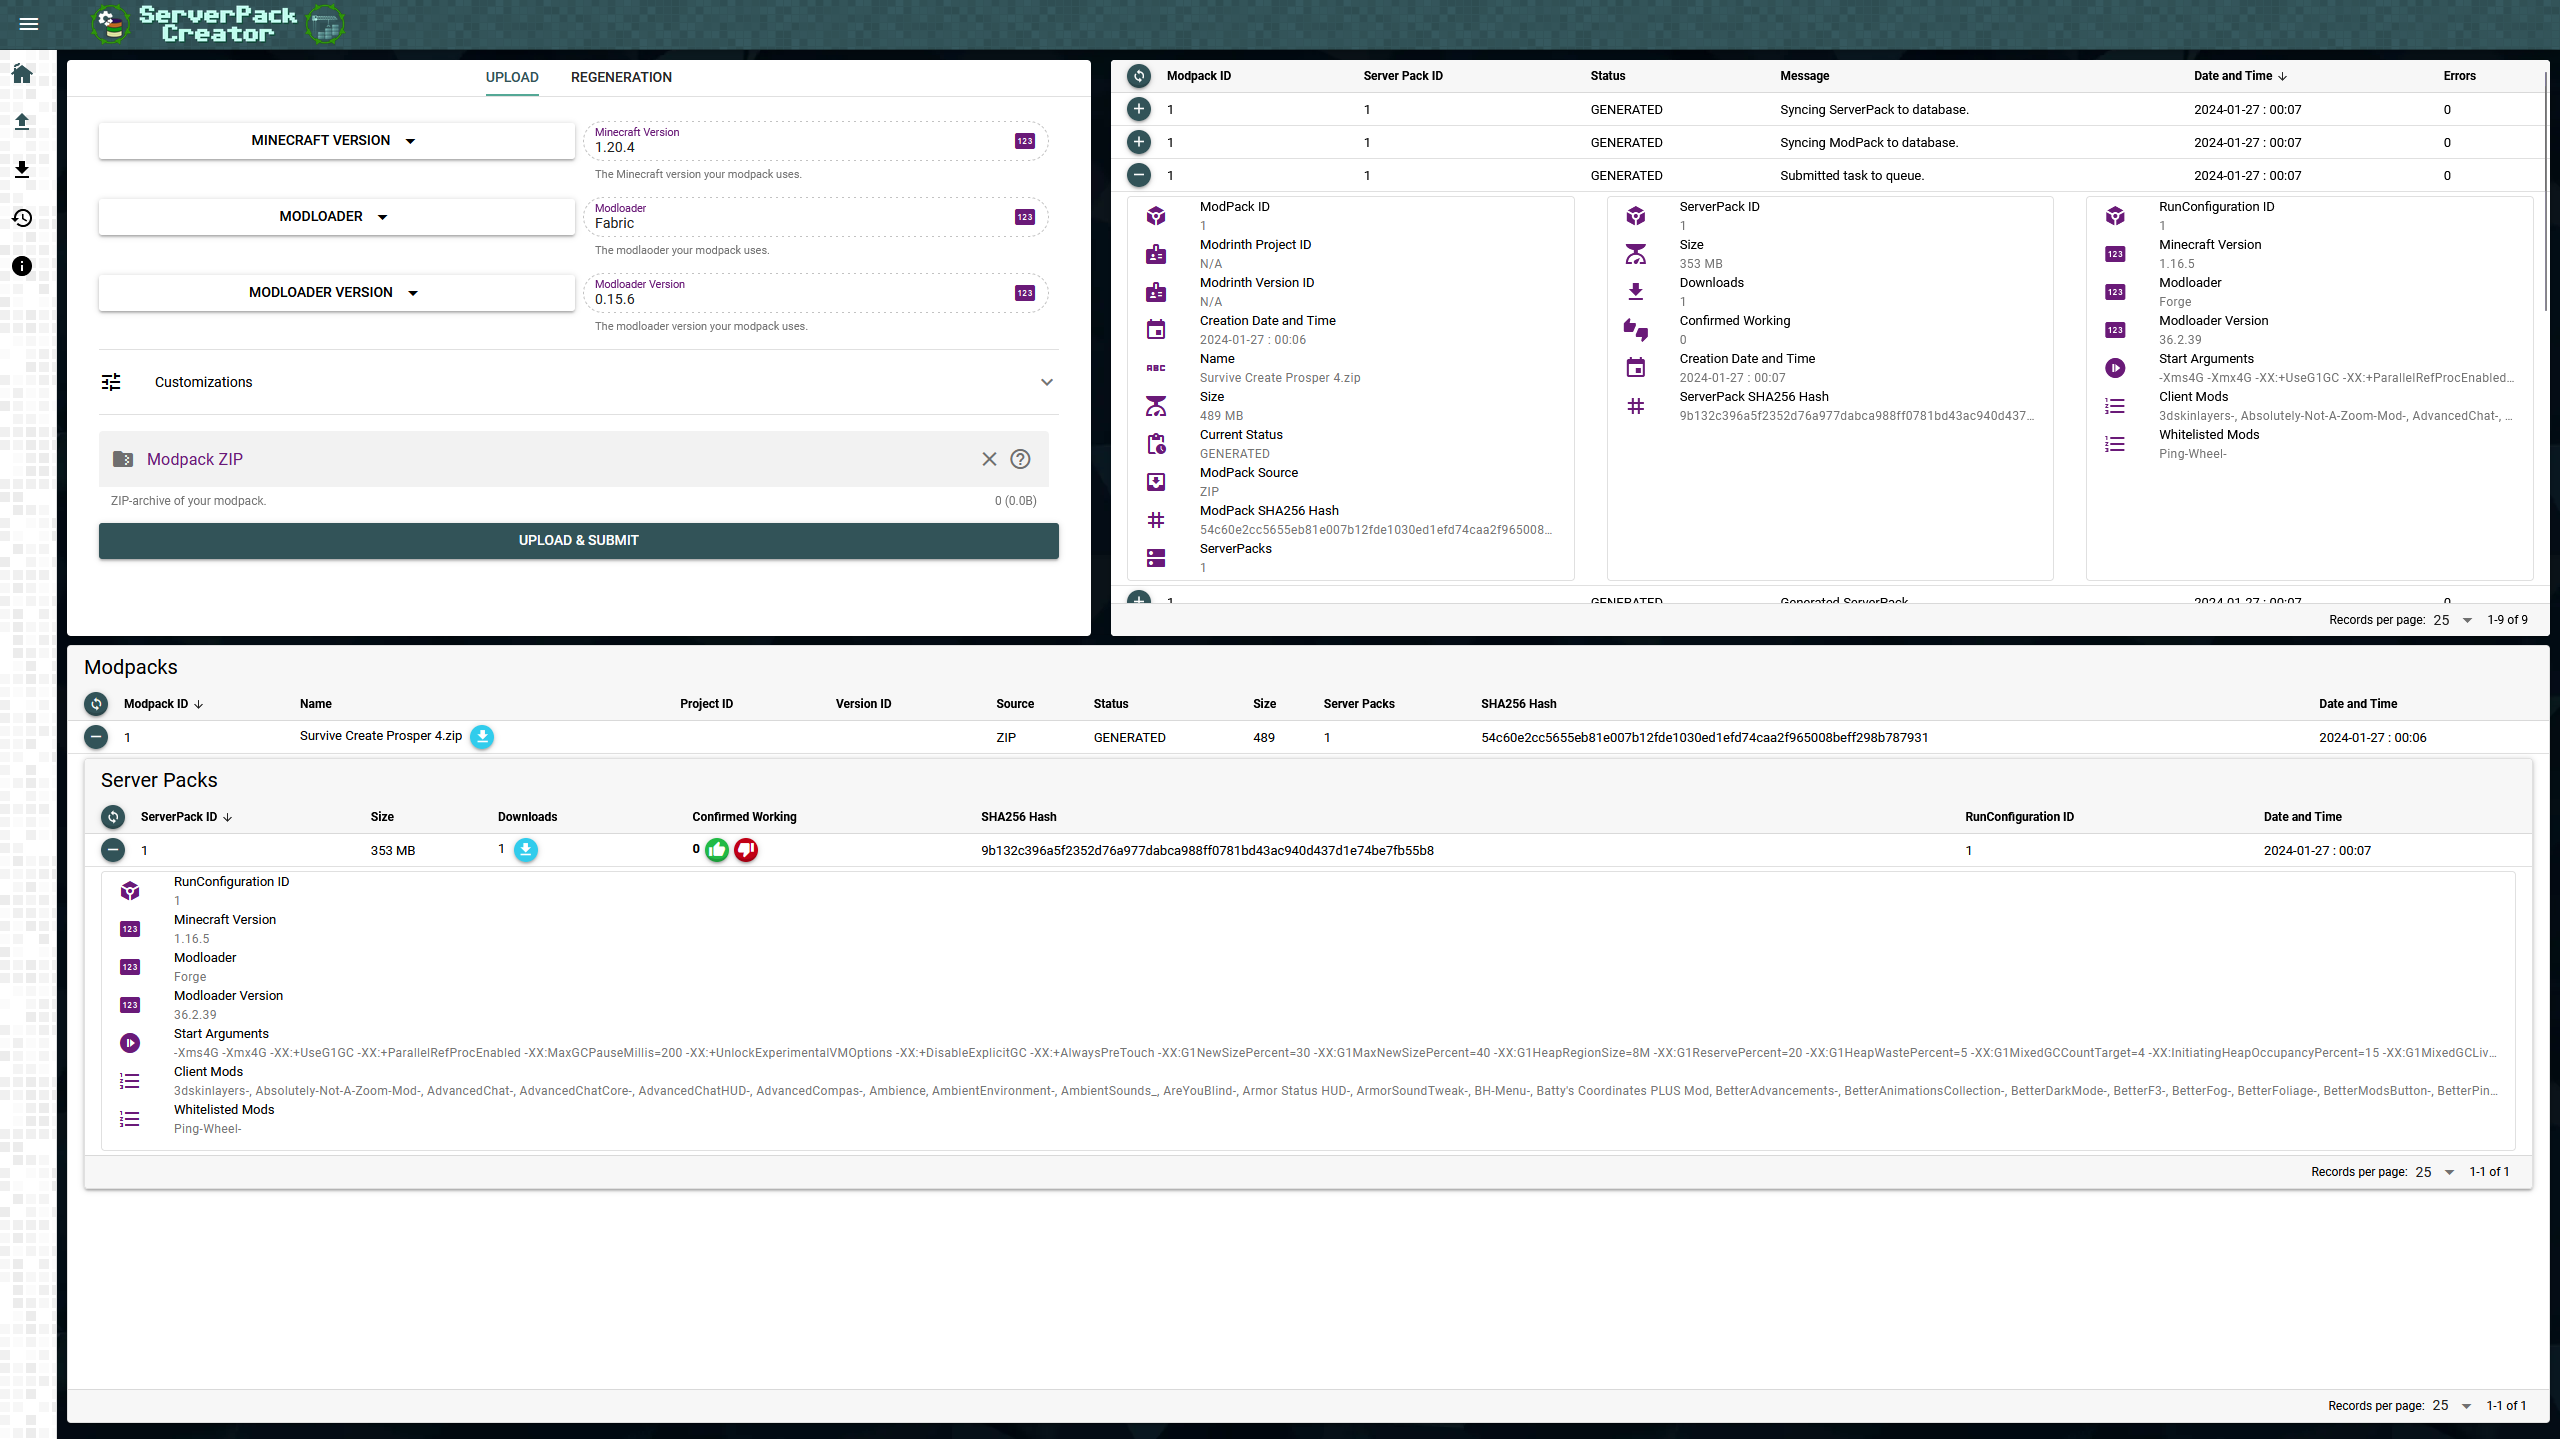 ServerPack
Creator
UPLOAD REGENERATION
MINECRAFT VERSION
Minecraft Version
1.20.4
123
The Minecraft version your modpack uses.
MODLOADER
Modloader
Fabric
123
The modlaoder your modpack uses.
MODLOADER VERSION
Modloader Version
0.15.6
123
The modloader version your modpack uses.
Customizations
Modpack ZIP
ZIP-archive of your modpack. 0 (0.0B)
UPLOAD & SUBMIT
Modpack ID Server Pack ID Status Message Date and Time Errors
1 1 GENERATED Syncing ServerPack to database. 2024-01-27 : 00:07 0
1 1 GENERATED Syncing ModPack to database. 2024-01-27 : 00:07 0
1 1 GENERATED Submitted task to queue. 2024-01-27 : 00:07 0
ModPack ID
1
Modrinth Project ID
N/A
Modrinth Version ID
N/A
Creation Date and Time
2024-01-27 : 00:06
ABC
Name
Survive Create Prosper 4.zip
Size
489 MB
Current Status
GENERATED
ModPack Source
ZIP
ModPack SHA256 Hash
54c60e2cc5655eb81e007b12fde1030ed1efd74caa2f965008...
ServerPacks
1
ServerPack ID
1
Size
353 MB
Downloads
1
Confirmed Working
0
Creation Date and Time
2024-01-27 : 00:07
ServerPack SHA256 Hash
9b132c396a5f2352d76a977dabca988ff0781bd43ac940d437...
RunConfiguration ID
1
123
Minecraft Version
1.16.5
123
Modloader
Forge
123
Modloader Version
36.2.39
Start Arguments
-Xms4G -Xmx4G -XX:+UseG1GC -XX:+ParallelRefProcEnabled...
Client Mods
3dskinlayers-, Absolutely-Not-A-Zoom-Mod-, AdvancedChat-, ...
Whitelisted Mods
Ping-Wheel-
1 GENERATED Generated ServerPack. 2024-01-27 : 00:07 0
Records per page: 25 1-9 of 9
Modpacks
Modpack ID Name Project ID Version ID Source Status Size Server Packs SHA256 Hash Date and Time
1 Survive Create Prosper 4.zip ZIP GENERATED 489 1 54c60e2cc5655eb81e007b12fde1030ed1efd74caa2f965008beff298b787931 2024-01-27 : 00:06
Server Packs
ServerPack ID Size Downloads Confirmed Working SHA256 Hash RunConfiguration ID Date and Time
1 353 MB 1 0 9b132c396a5f2352d76a977dabca988ff0781bd43ac940d437d1e74be7fb55b8 1 2024-01-27 : 00:07
RunConfiguration ID
1
123
Minecraft Version
1.16.5
123
Modloader
Forge
123
Modloader Version
36.2.39
Start Arguments
-Xms4G -Xmx4G -XX:+UseG1GC -XX:+ParallelRefProcEnabled -XX:MaxGCPauseMillis=200 -XX:+UnlockExperimentalVMOptions -XX:+DisableExplicitGC -XX:+AlwaysPreTouch -XX:G1NewSizePercent=30 -XX:G1MaxNewSizePercent=40 -XX:G1HeapRegionSize=8M -XX:G1ReservePercent=20 -XX:G1HeapWastePercent=5 -XX:G1MixedGCCountTarget=4 -XX:InitiatingHeapOccupancyPercent=15 -XX:G1MixedGCLiv...
Client Mods
3dskinlayers-, Absolutely-Not-A-Zoom-Mod-, AdvancedChat-, AdvancedChatCore-, AdvancedChatHUD-, AdvancedCompas-, Ambience, AmbientEnvironment-, AmbientSounds_, AreYouBlind-, Armor Status HUD-, ArmorSoundTweak-, BH-Menu-, Batty's Coordinates PLUS Mod, BetterAdvancements-, BetterAnimationsCollection-, BetterDarkMode-, BetterF3-, BetterFog-, BetterFoliage-, BetterModsButton-, BetterPin...
Whitelisted Mods
Ping-Wheel-
Records per page: 25 1-1 of 1
Records per page: 25 1-1 of 1